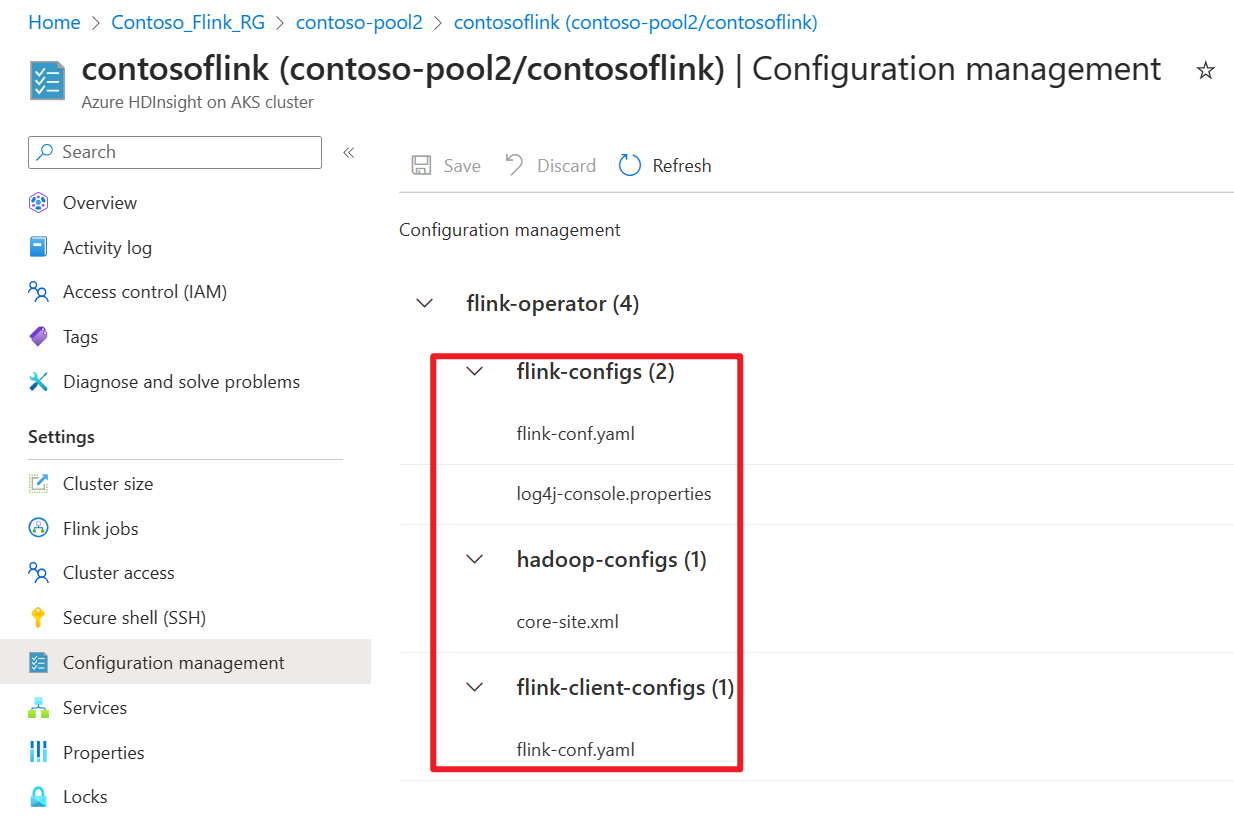 Home > Contoso_Flink_RG > contoso-pool2 > contosoflink (contoso-pool2/contosoflink)
contosoflink (contoso-pool2/contosoflink) | Configuration management
Azure HDInsight on AKS cluster
Search
Overview
Activity log
Access control (IAM)
Tags
Diagnose and solve problems
Settings
Cluster size
Flink jobs
Cluster access
Secure shell (SSH)
Configuration management
Services
Properties
Locks
Save Discard Refresh
Configuration management
flink-operator (4)
flink-configs (2)
flink-conf.yaml
log4j-console.properties
hadoop-configs (1)
core-site.xml
flink-client-configs (1)
flink-conf.yaml